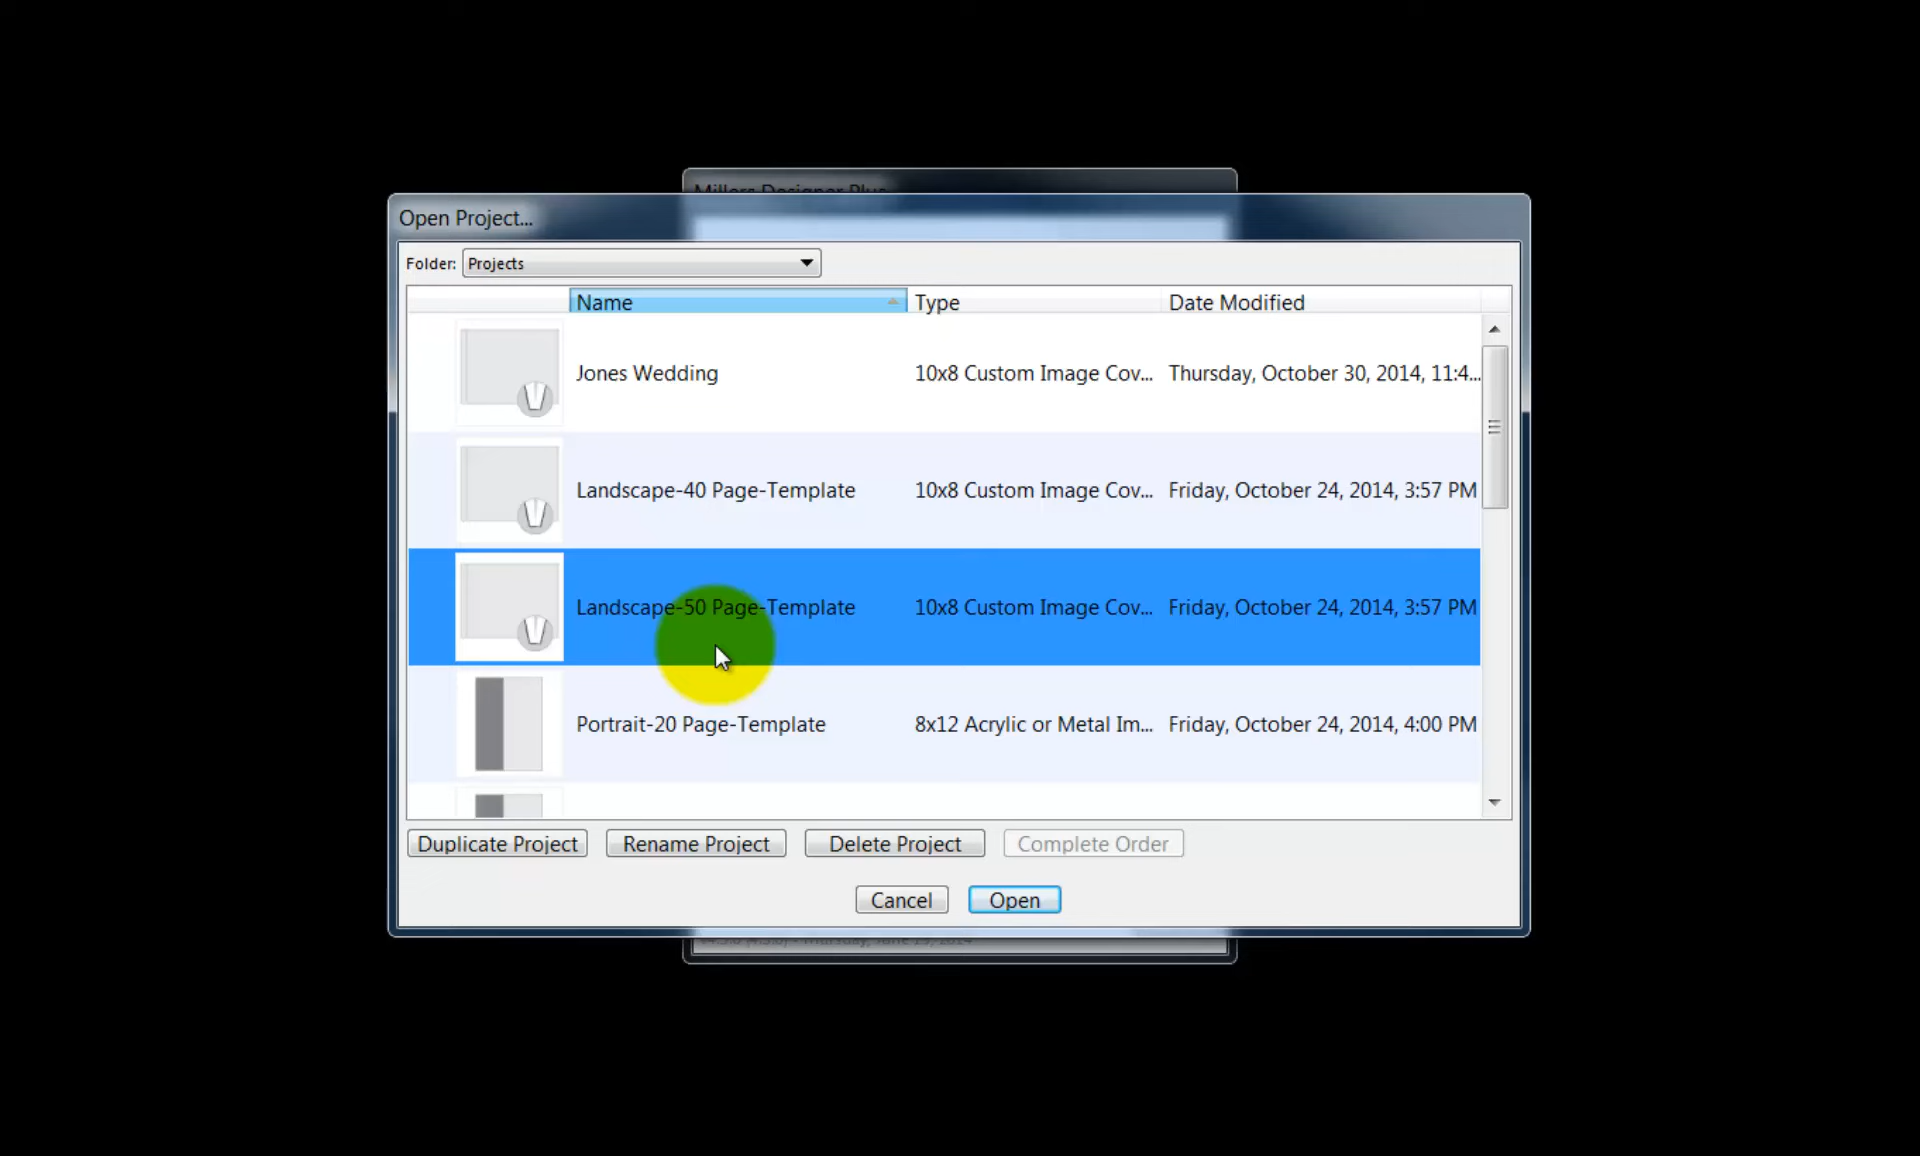 Millers Designer Plus
Open Project...
Folder: Projects
Name Type Date Modified
Jones Wedding 10x8 Custom Image Cov... Thursday, October 30, 2014, 11:4...
Landscape-40 Page-Template 10x8 Custom Image Cov... Friday, October 24, 2014, 3:57 PM
Landscape-50 Page-Template 10x8 Custom Image Cov... Friday, October 24, 2014, 3:57 PM
Portrait-20 Page-Template 8x12 Acrylic or Metal Im... Friday, October 24, 2014, 4:00 PM
Duplicate Project Rename Project Delete Project Complete Order
Cancel Open